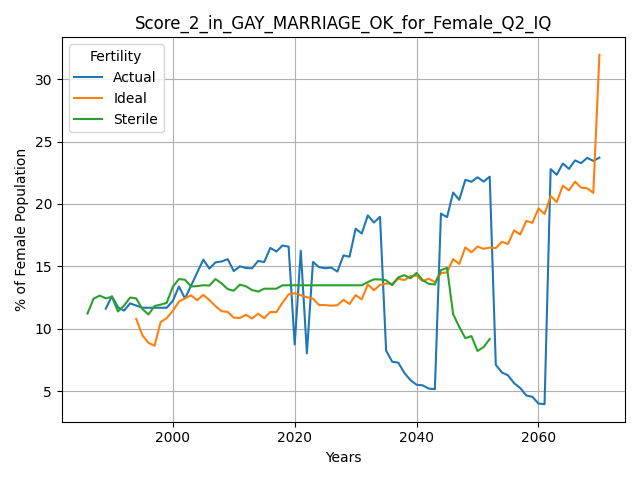 Score_2_in_GAY_MARRIAGE_OK_for_Female_Q2_IQ
Fertility
Actual
Ideal
Sterile
% of Female Population
30
25
20
15
10
5
2000 2020 2040 2060
Years